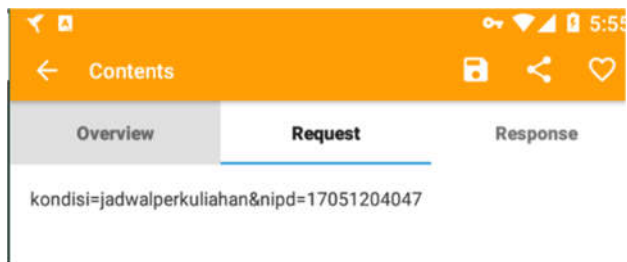 5:55
Contents
Overview Request Response
kondisi=jadwalperkuliahan&nipd=17051204047